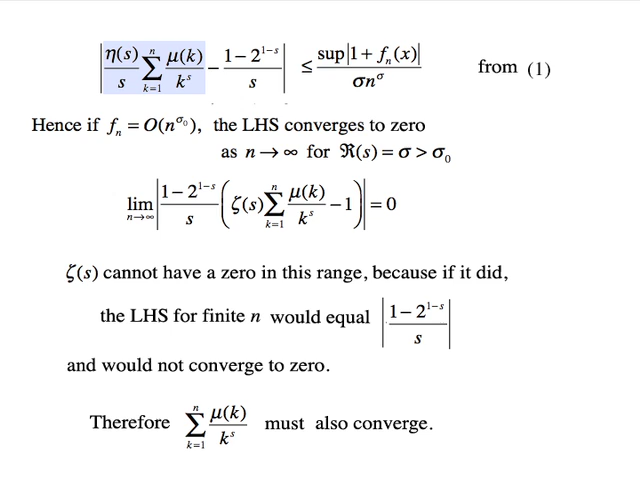 |η(s)/s ∑_{k=1}^{n} μ(k)/k^s − (1−2^{1−s})/s| ≤ sup|1+f_n(x)|/(σn^σ) from (1)
Hence if f_n = O(n^{σ_0}), the LHS converges to zero
as n → ∞ for ℜ(s) = σ > σ_0
lim_{n→∞} |(1−2^{1−s})/s (ζ(s) ∑_{k=1}^{n} μ(k)/k^s − 1)| = 0
ζ(s) cannot have a zero in this range, because if it did,
the LHS for finite n would equal |(1−2^{1−s})/s|
and would not converge to zero.
Therefore ∑_{k=1}^{n} μ(k)/k^s must also converge.